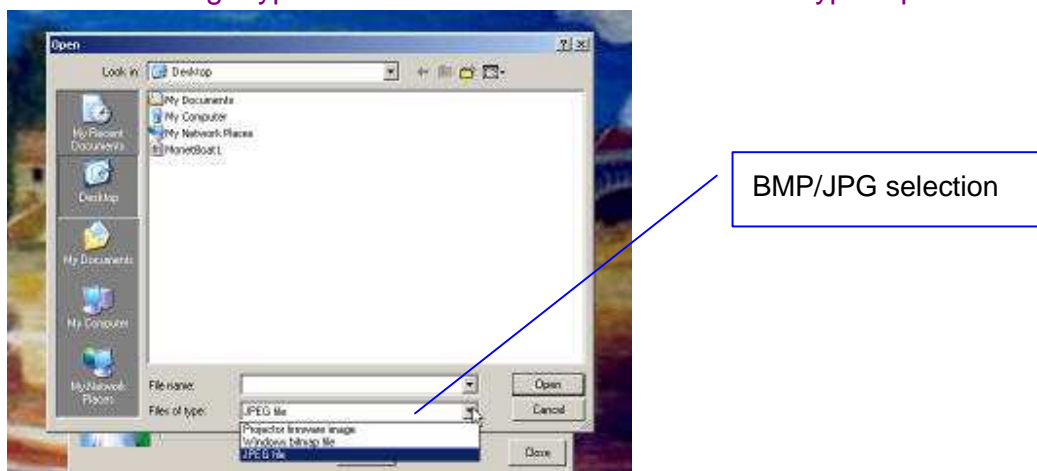 Open
Look in: Desktop
My Recent
Documents
Desktop
My Documents
My Computer
My Network
Places
My Documents
My Computer
My Network Places
MonetBoat1
File name:
Open
Files of type: JPEG file
Cancel
Projector firmware image
Windows bitmap file
JPEG file
Close
BMP/JPG selection